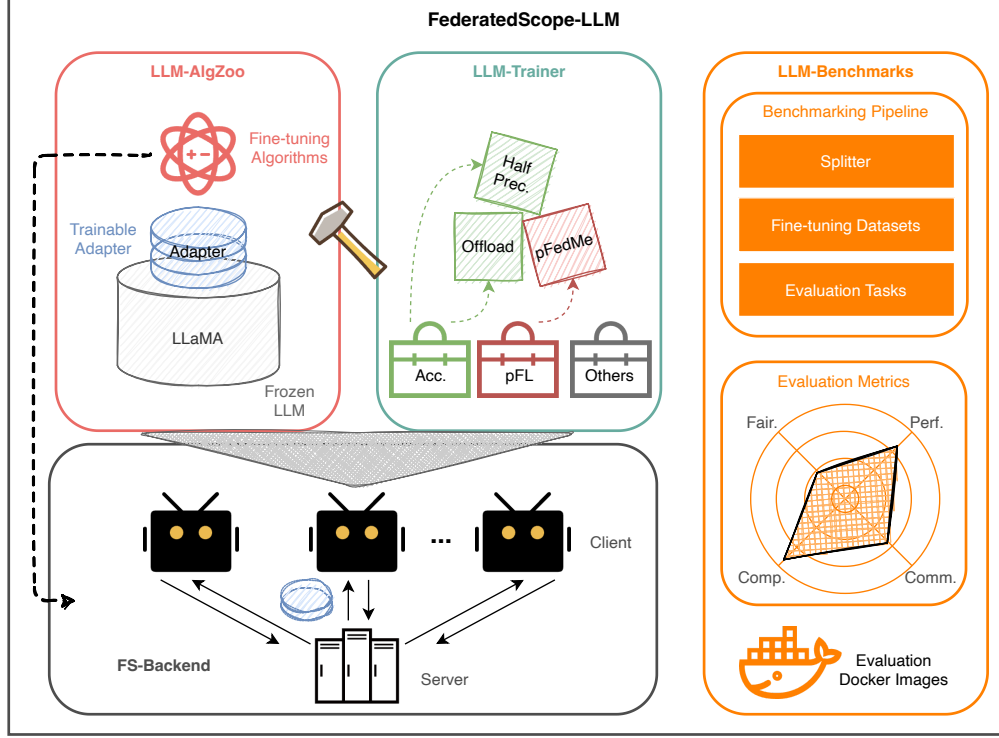 FederatedScope-LLM
LLM-AlgZoo
Fine-tuning
Algorithms
+ −
Trainable
Adapter
Adapter
LLaMA
Frozen
LLM
LLM-Trainer
Half
Prec.
Offload
pFedMe
Acc.
pFL
Others
LLM-Benchmarks
Benchmarking Pipeline
Splitter
Fine-tuning Datasets
Evaluation Tasks
Evaluation Metrics
Fair.
Perf.
Comp.
Comm.
Evaluation
Docker Images
...
Client
FS-Backend
Server